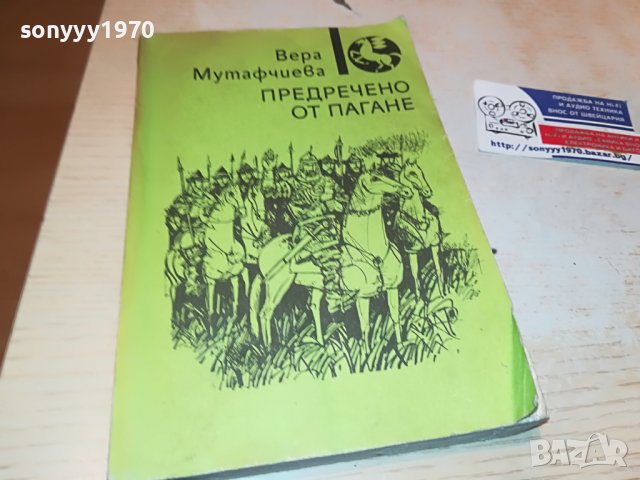 sonyyy1970
Вера
Мутафчиева
ПРЕДРЕЧЕНО
ОТ ПАГАНЕ
ПРОДАЖБА НА HI-FI
И АУДИО ТЕХНИКА
ВНОС ОТ ШВЕЙЦАРИЯ
http://sonyyy1970.bazar.bg/
BAZAR